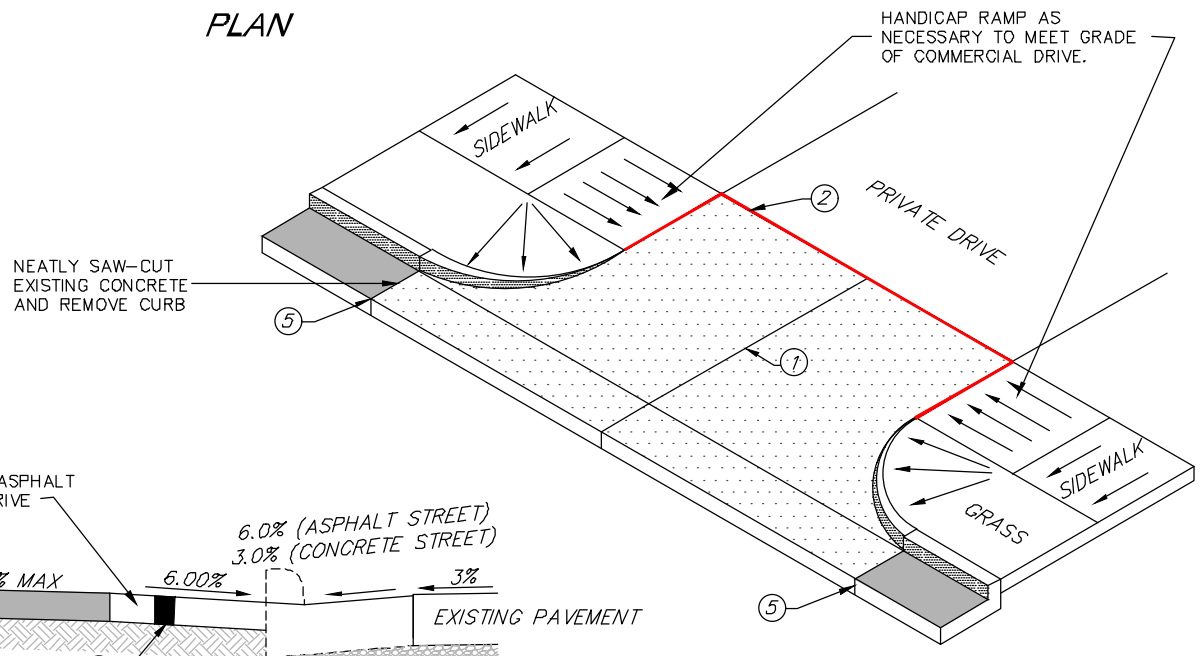 PLAN
HANDICAP RAMP AS
NECESSARY TO MEET GRADE
OF COMMERCIAL DRIVE.
SIDEWALK
2
PRIVATE DRIVE
NEATLY SAW-CUT
EXISTING CONCRETE
AND REMOVE CURB
5
1
SIDEWALK
GRASS
5
ASPHALT
RIVE
6.0% (ASPHALT STREET)
3.0% (CONCRETE STREET)
% MAX
6.00%
3%
EXISTING PAVEMENT